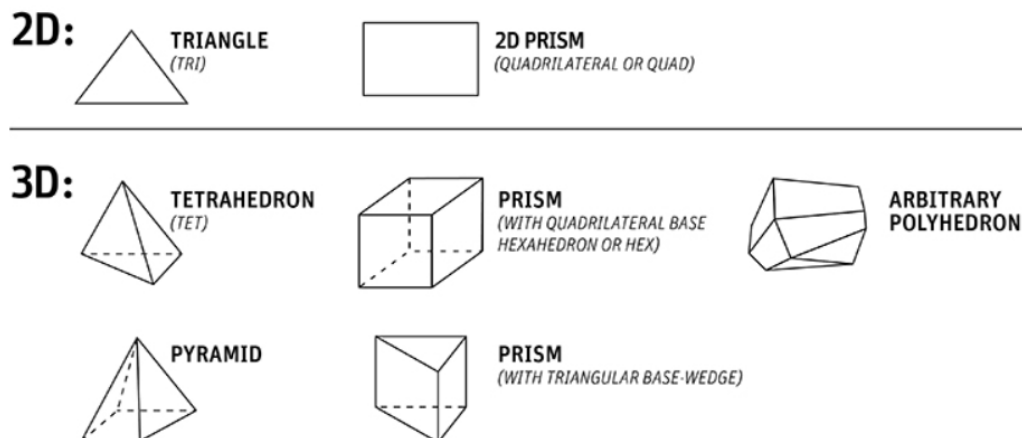 2D:
TRIANGLE
(TRI)
2D PRISM
(QUADRILATERAL OR QUAD)
3D:
TETRAHEDRON
(TET)
PRISM
(WITH QUADRILATERAL BASE
HEXAHEDRON OR HEX)
ARBITRARY
POLYHEDRON
PYRAMID
PRISM
(WITH TRIANGULAR BASE-WEDGE)